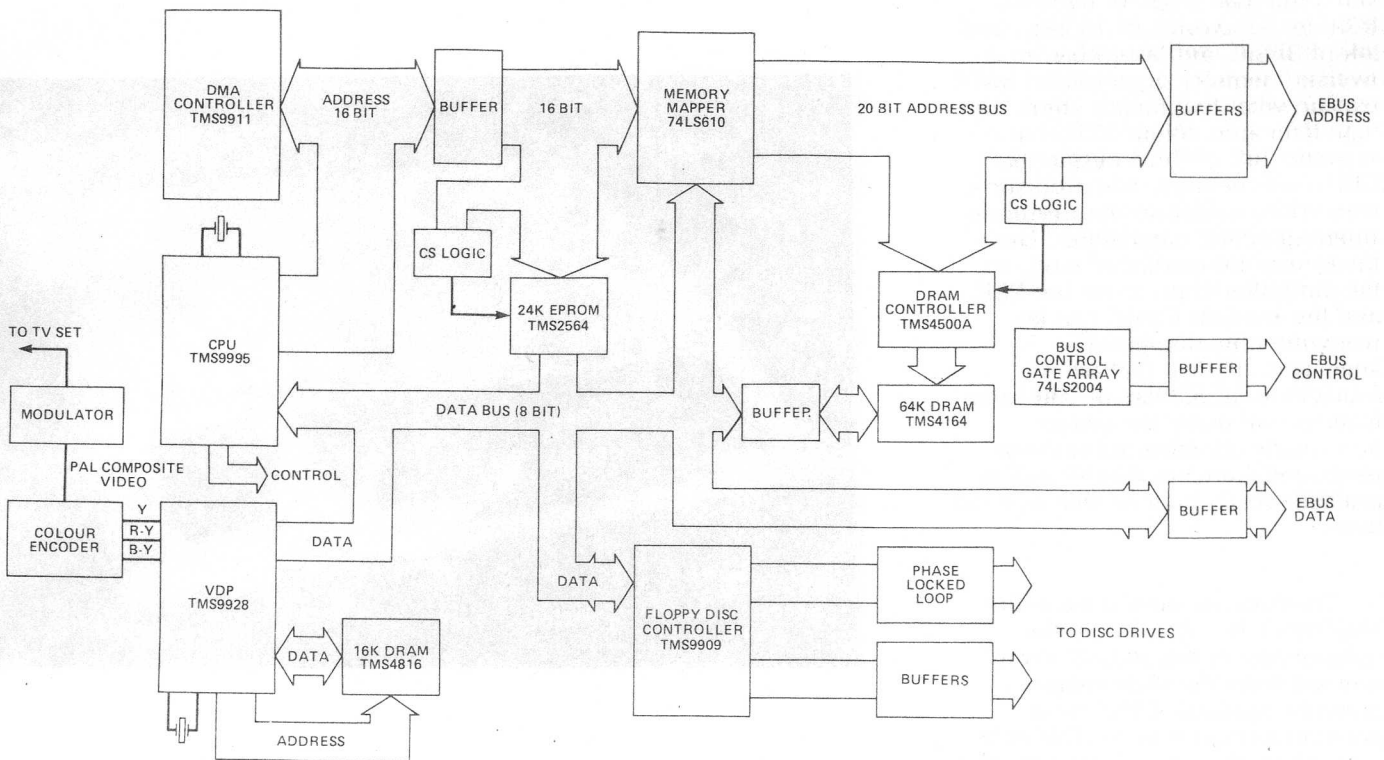 DMA
CONTROLLER
TMS9911
ADDRESS
16 BIT
BUFFER
16 BIT
MEMORY
MAPPER
74LS610
20 BIT ADDRESS BUS
BUFFERS
EBUS
ADDRESS
CS LOGIC
CS LOGIC
24K EPROM
TMS2564
DRAM
CONTROLLER
TMS4500A
TO TV SET
CPU
TMS9995
MODULATOR
DATA BUS (8 BIT)
BUFFER
64K DRAM
TMS4164
BUS
CONTROL
GATE ARRAY
74LS2004
BUFFER
EBUS
CONTROL
PAL COMPOSITE
VIDEO
CONTROL
COLOUR
ENCODER
Y
R-Y
B-Y
DATA
VDP
TMS9928
BUFFER
EBUS
DATA
DATA
FLOPPY DISC
CONTROLLER
TMS9909
PHASE
LOCKED
LOOP
TO DISC DRIVES
BUFFERS
DATA
16K DRAM
TMS4816
ADDRESS